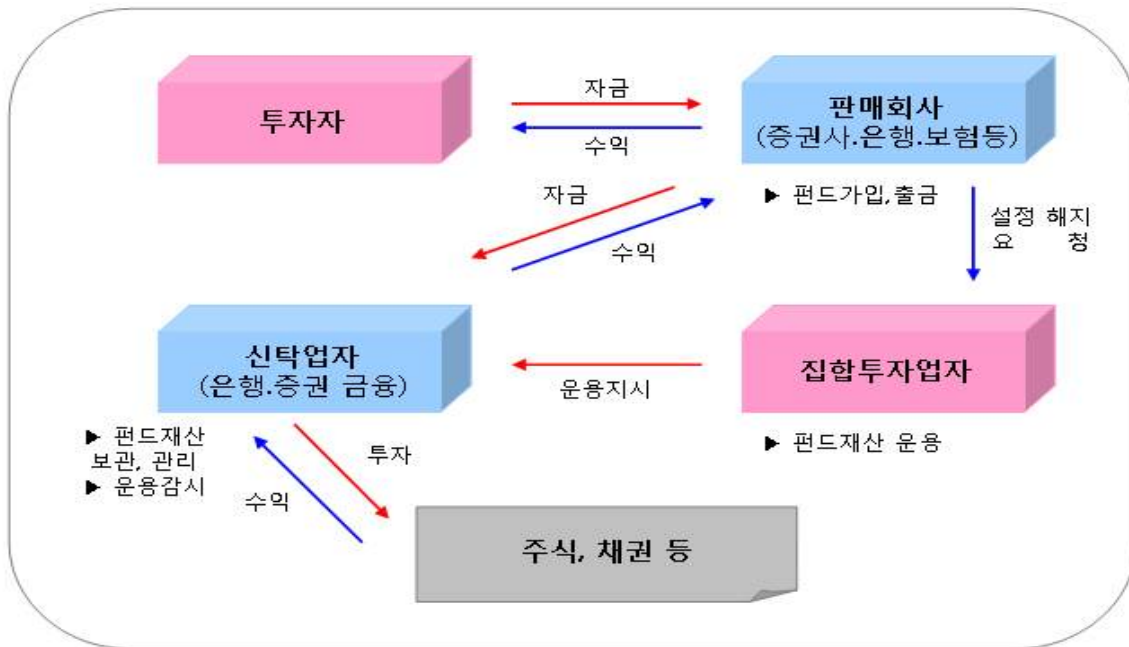 자금
투자자
판매회사
(증권사.은행.보험등)
수익
자금
▶ 펀드가입,출금
설정 해지
요 청
수익
신탁업자
(은행.증권 금융)
집합투자업자
운용지시
▶ 펀드재산
보관, 관리
▶ 운용감시
투자
▶ 펀드재산 운용
수익
주식, 채권 등